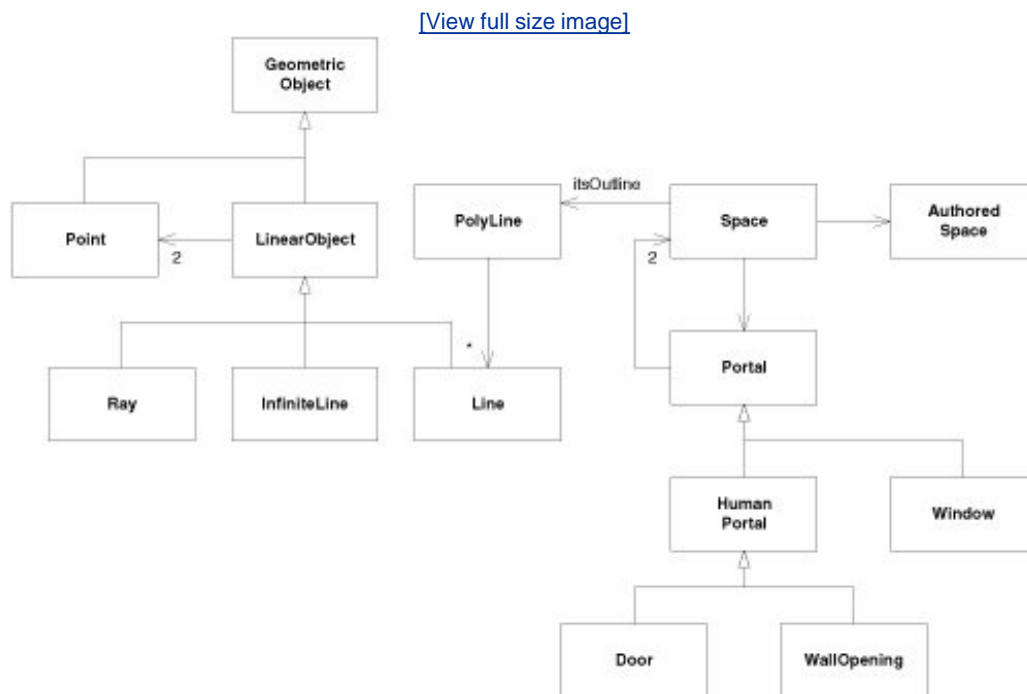 [View full size image]
Geometric
Object
itsOutline
Point
2
LinearObject
PolyLine
Space
2
Authored
Space
*
Portal
Ray
InfiniteLine
Line
Human
Portal
Window
Door
WallOpening